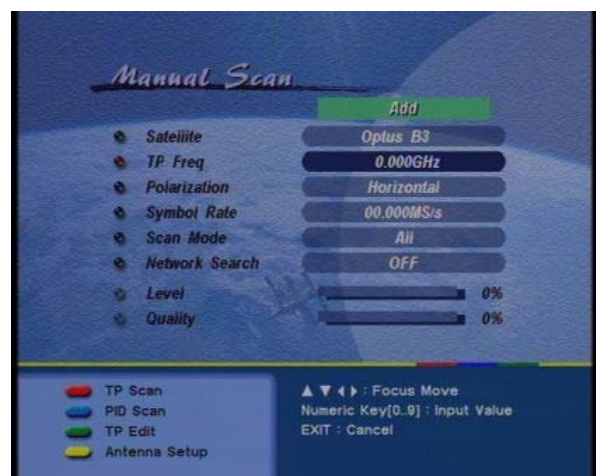 Manual Scan
Add
Satellite Optus B3
TP Freq 0.000GHz
Polarization Horizontal
Symbol Rate 00.000MS/s
Scan Mode All
Network Search OFF
Level 0%
Quality 0%
TP Scan
PID Scan
TP Edit
Antenna Setup
▲ ▼ ◀ ▶ : Focus Move
Numeric Key[0..9] : Input Value
EXIT : Cancel